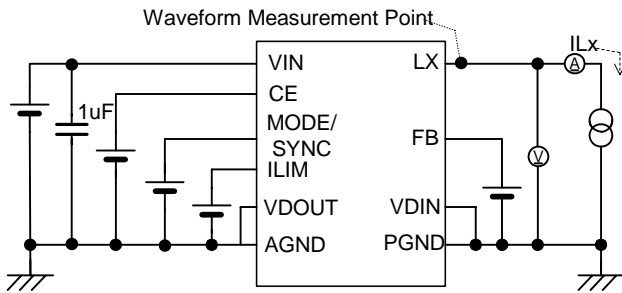 Waveform Measurement Point
ILx
VIN
LX
A
CE
1uF
MODE/
SYNC
FB
ILIM
V
VDOUT
VDIN
AGND
PGND